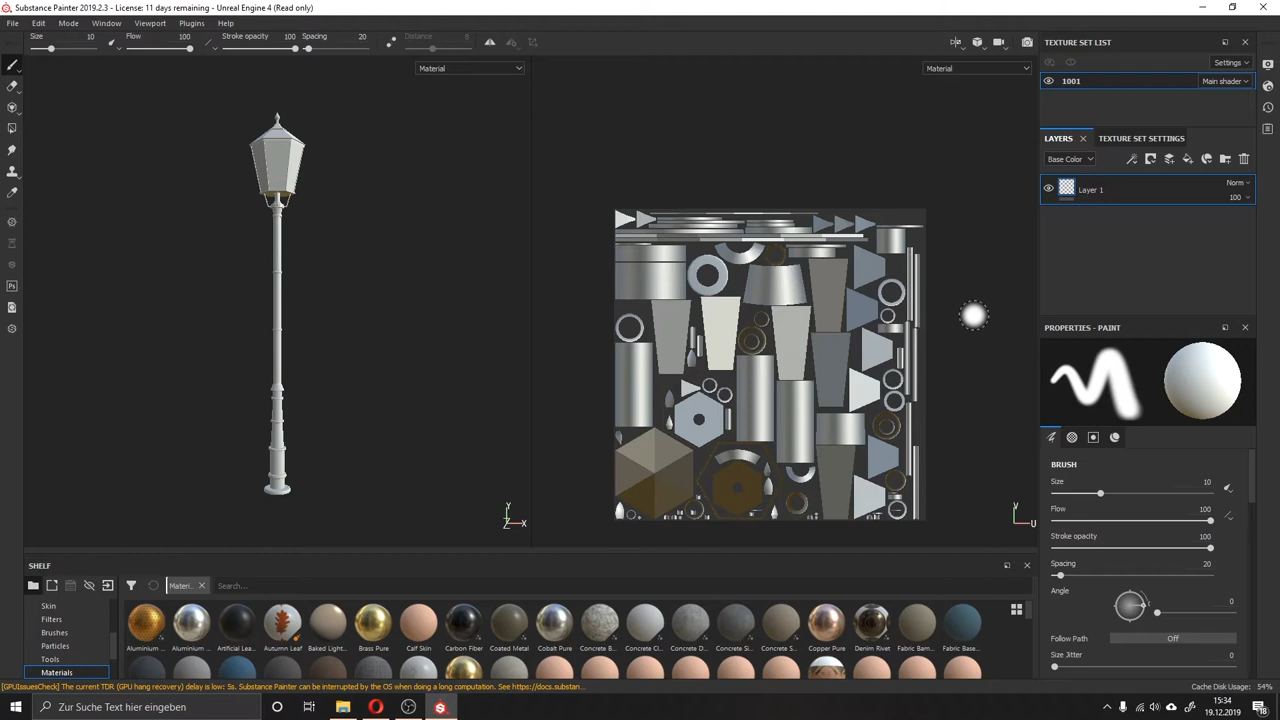 Substance Painter 2019.2.3 - License: 11 days remaining - Unreal Engine 4 (Read only)
File Edit Mode Window Viewport Plugins Help
Size 10 Flow 100 Stroke opacity 100 Spacing 20 Distance 8
Material
Material
TEXTURE SET LIST
Settings
1001 Main shader
LAYERS TEXTURE SET SETTINGS
Base Color
Layer 1 Norm
100
PROPERTIES - PAINT
BRUSH
Size 10
Flow 100
Stroke opacity 100
Spacing 20
Angle 0
Follow Path Off
Size Jitter 0
Y
Z X
V
U
SHELF
Materi... Search...
Skin
Filters
Brushes
Particles
Tools
Materials
Aluminium ... Aluminium ... Artificial Lea... Autumn Leaf Baked Light... Brass Pure Calf Skin Carbon Fiber Coated Metal Cobalt Pure Concrete B... Concrete Cl... Concrete D... Concrete Si... Concrete S... Copper Pure Denim Rivet Fabric Bam... Fabric Base...
[GPUIssuesCheck] The current TDR (GPU hang recovery) delay is low: 5s. Substance Painter can be interrupted by the OS when doing a long computation. See https://docs.substan...
Cache Disk Usage: 54%
Zur Suche Text hier eingeben
15:34
19.12.2019
18